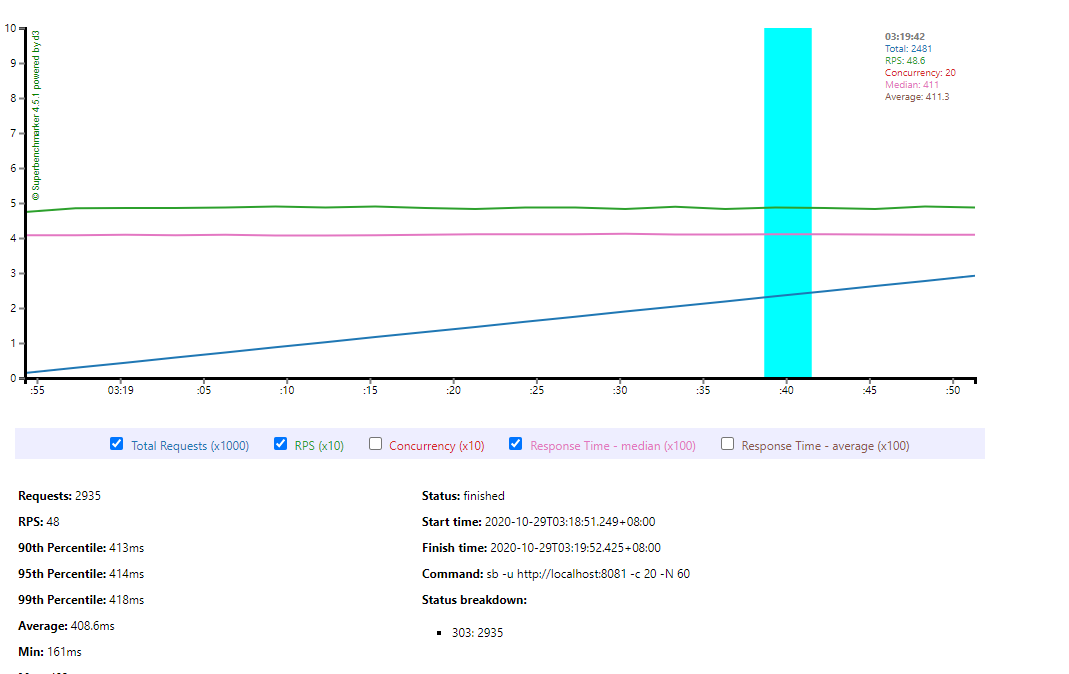 10
9
8
7
6
5
4
3
2
1
0
© Superbenchmarker 4.5.1 powered by d3
03:19:42
Total: 2481
RPS: 48.6
Concurrency: 20
Median: 411
Average: 411.3
:55 03:19 :05 :10 :15 :20 :25 :30 :35 :40 :45 :50
Total Requests (x1000) RPS (x10) Concurrency (x10) Response Time - median (x100) Response Time - average (x100)
Requests: 2935
RPS: 48
90th Percentile: 413ms
95th Percentile: 414ms
99th Percentile: 418ms
Average: 408.6ms
Min: 161ms
Status: finished
Start time: 2020-10-29T03:18:51.249+08:00
Finish time: 2020-10-29T03:19:52.425+08:00
Command: sb -u http://localhost:8081 -c 20 -N 60
Status breakdown:
303: 2935